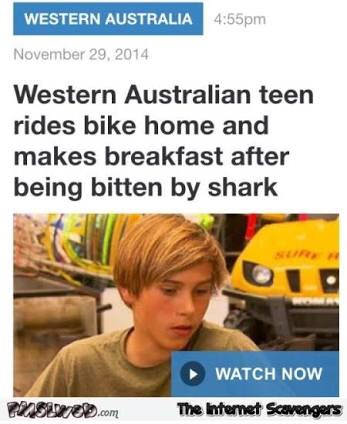 WESTERN AUSTRALIA 4:55pm
November 29, 2014
Western Australian teen
rides bike home and
makes breakfast after
being bitten by shark
SURF
WATCH NOW
PMSLWeb.com The Internet Scavengers